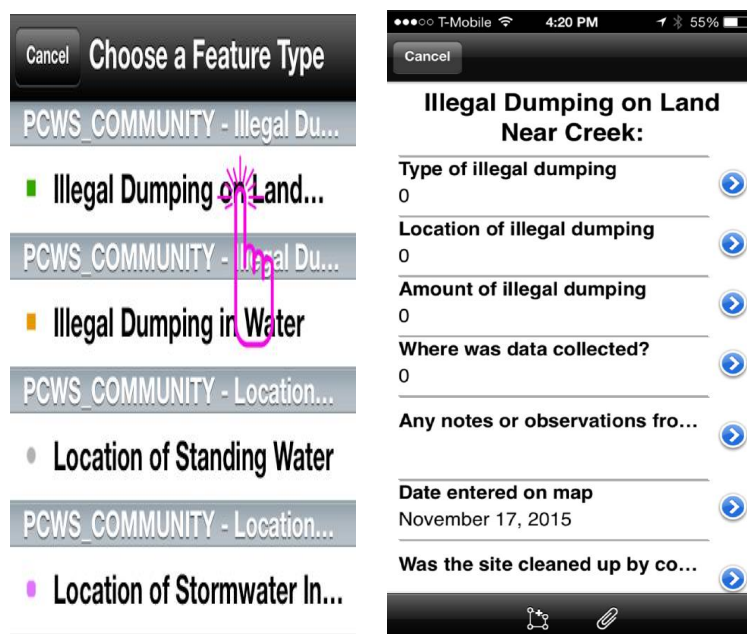 Cancel Choose a Feature Type
PCWS_COMMUNITY - Illegal Du...
Illegal Dumping on Land...
PCWS_COMMUNITY - Illegal Du...
Illegal Dumping in Water
PCWS_COMMUNITY - Location...
Location of Standing Water
PCWS_COMMUNITY - Location...
Location of Stormwater In...
T-Mobile 4:20 PM 55%
Cancel
Illegal Dumping on Land
Near Creek:
Type of illegal dumping
0
Location of illegal dumping
0
Amount of illegal dumping
0
Where was data collected?
0
Any notes or observations fro...
Date entered on map
November 17, 2015
Was the site cleaned up by co...